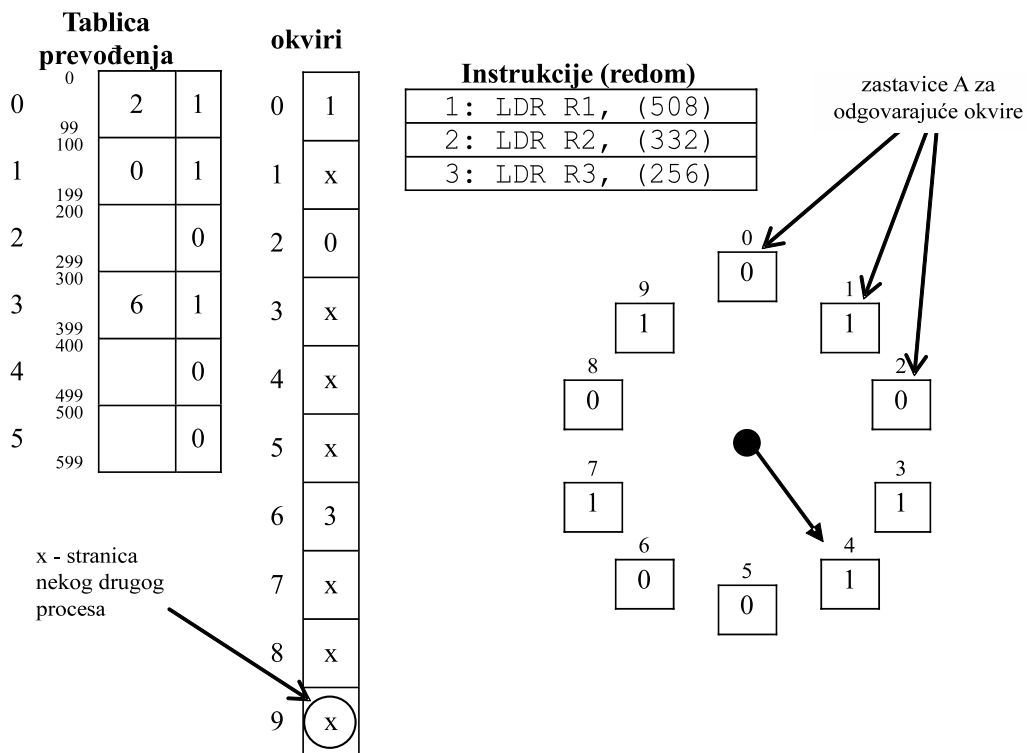 Tablica
prevođenja
0
0 2 1
99
100
1 0 1
199
200
2 0
299
300
3 6 1
399
400
4 0
499
500
5 0
599
okviri
0 1
1 x
2 0
3 x
4 x
5 x
6 3
7 x
8 x
9 x
x - stranica
nekog drugog
procesa
Instrukcije (redom)
1: LDR R1, (508)
2: LDR R2, (332)
3: LDR R3, (256)
zastavice A za
odgovarajuće okvire
0
0
1
1
2
0
3
1
4
1
5
0
6
0
7
1
8
0
9
1